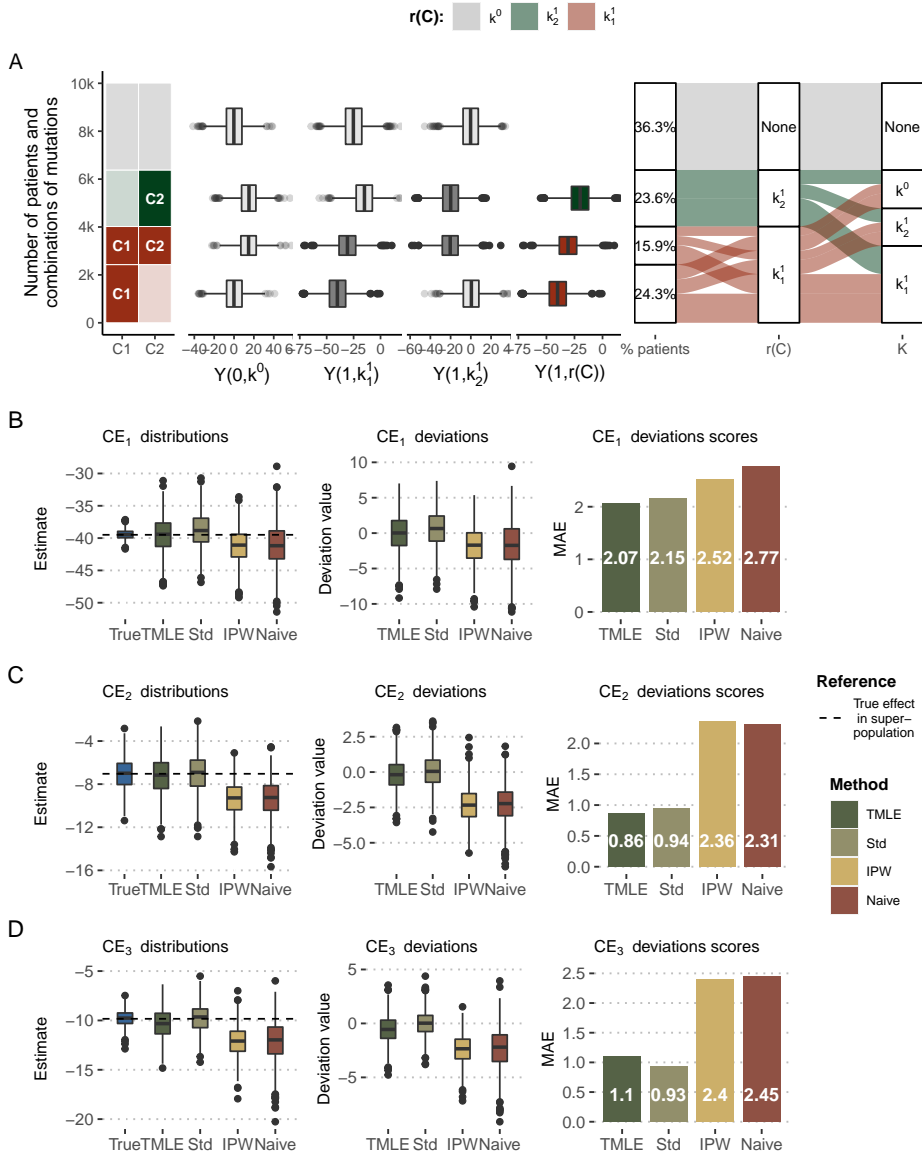 r(C): k⁰ k¹₂ k¹₁
A
Number of patients and
combinations of mutations
10k
8k
6k
4k
2k
0
C2
C1 C2
C1
C1 C2
−40 −20 0 20 40 6
Y(0,k⁰)
−75 −50 −25 0
Y(1,k¹₁)
−60 −40 −20 0 20 4
Y(1,k¹₂)
−75 −50 −25 0
Y(1,r(C))
36.3% None None
23.6% k¹₂ k⁰
15.9% k¹₂
24.3% k¹₁ k¹₁
% patients r(C) K
B
CE₁ distributions
Estimate
−30
−35
−40
−45
−50
True TMLE Std IPW Naive
CE₁ deviations
Deviation value
10
5
0
−5
−10
TMLE Std IPW Naive
CE₁ deviations scores
MAE
2
1
0
2.07 2.15 2.52 2.77
TMLE Std IPW Naive
C
CE₂ distributions
Estimate
−4
−8
−12
−16
True TMLE Std IPW Naive
CE₂ deviations
Deviation value
2.5
0.0
−2.5
−5.0
TMLE Std IPW Naive
CE₂ deviations scores
MAE
2.0
1.5
1.0
0.5
0.0
0.86 0.94 2.36 2.31
TMLE Std IPW Naive
Reference
True effect
in super−
population
Method
TMLE
Std
IPW
Naive
D
CE₃ distributions
Estimate
−5
−10
−15
−20
True TMLE Std IPW Naive
CE₃ deviations
Deviation value
5
0
−5
TMLE Std IPW Naive
CE₃ deviations scores
MAE
2.5
2.0
1.5
1.0
0.5
0.0
1.1 0.93 2.4 2.45
TMLE Std IPW Naive